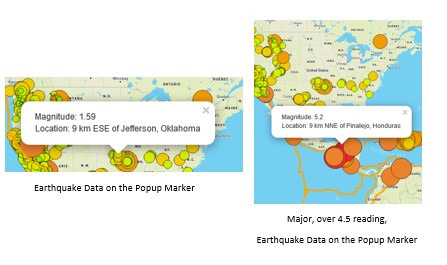 ONTARIO
Magnitude: 1.59
Location: 9 km ESE of Jefferson, Oklahoma
Earthquake Data on the Popup Marker
United States
Magnitude: 5.2
Location: 9 km NNE of Pinalejo, Honduras
Major, over 4.5 reading,
Earthquake Data on the Popup Marker